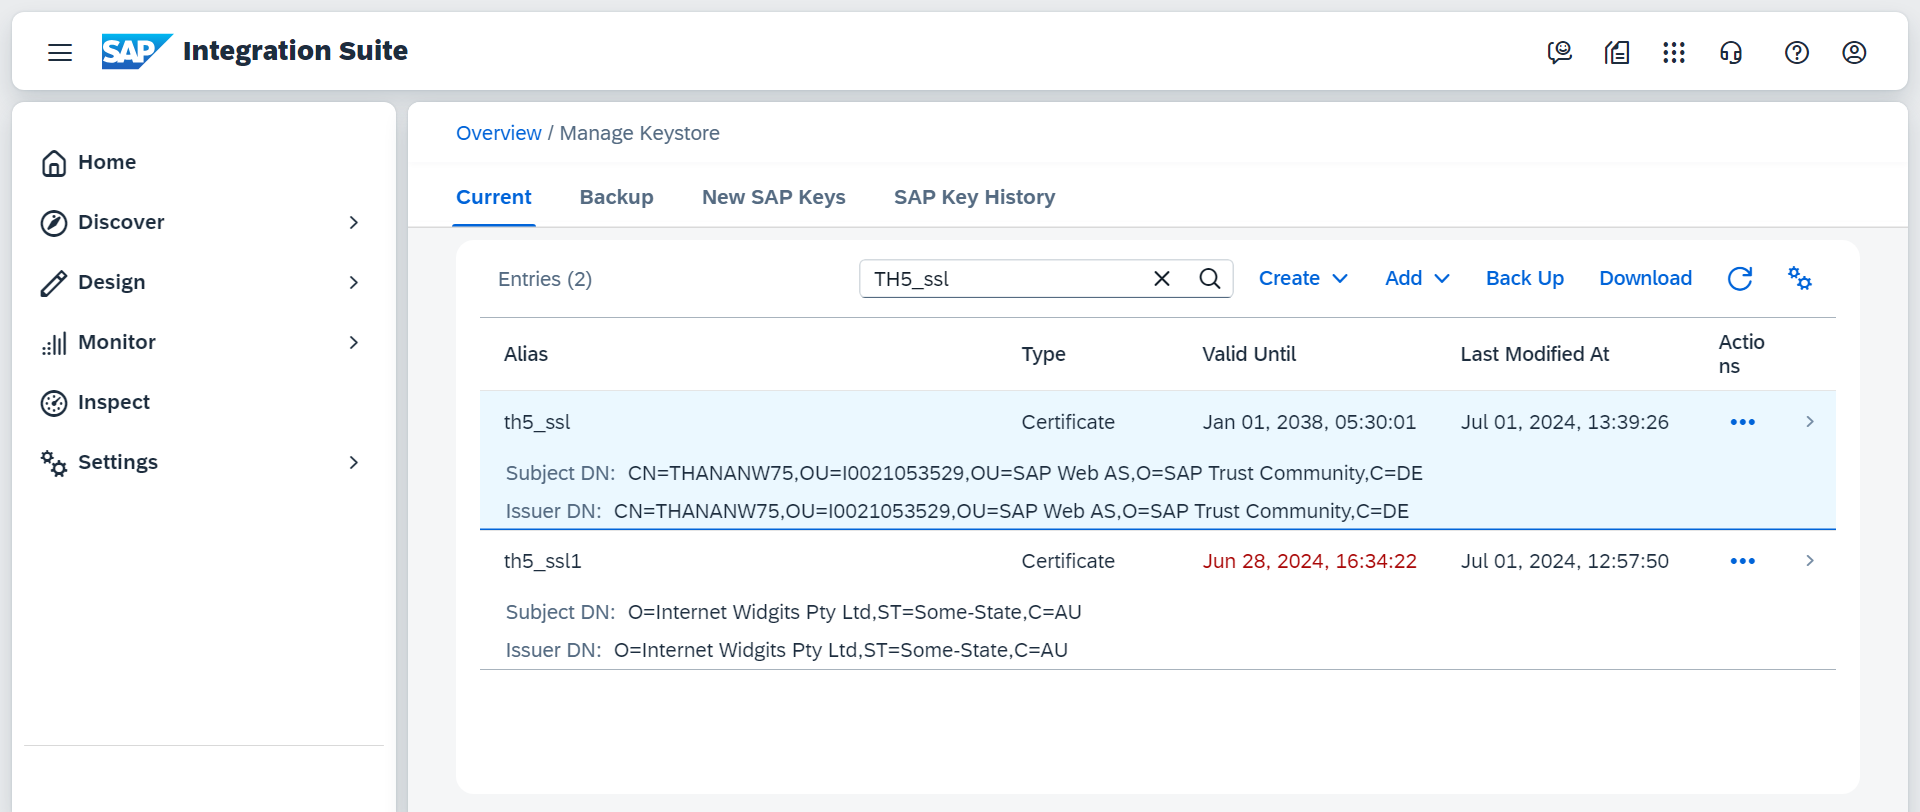 SAP Integration Suite
Home
Discover
Design
Monitor
Inspect
Settings
Overview / Manage Keystore
Current Backup New SAP Keys SAP Key History
Entries (2) TH5_ssl Create Add Back Up Download
Alias Type Valid Until Last Modified At Actio
ns
th5_ssl Certificate Jan 01, 2038, 05:30:01 Jul 01, 2024, 13:39:26
Subject DN: CN=THANANW75,OU=I0021053529,OU=SAP Web AS,O=SAP Trust Community,C=DE
Issuer DN: CN=THANANW75,OU=I0021053529,OU=SAP Web AS,O=SAP Trust Community,C=DE
th5_ssl1 Certificate Jun 28, 2024, 16:34:22 Jul 01, 2024, 12:57:50
Subject DN: O=Internet Widgits Pty Ltd,ST=Some-State,C=AU
Issuer DN: O=Internet Widgits Pty Ltd,ST=Some-State,C=AU